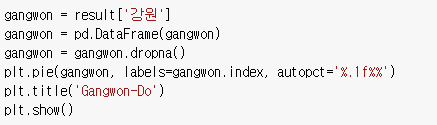 gangwon = result['강원']
gangwon = pd.DataFrame(gangwon)
gangwon = gangwon.dropna()
plt.pie(gangwon, labels=gangwon.index, autopct='%.1f%%')
plt.title('Gangwon-Do')
plt.show()